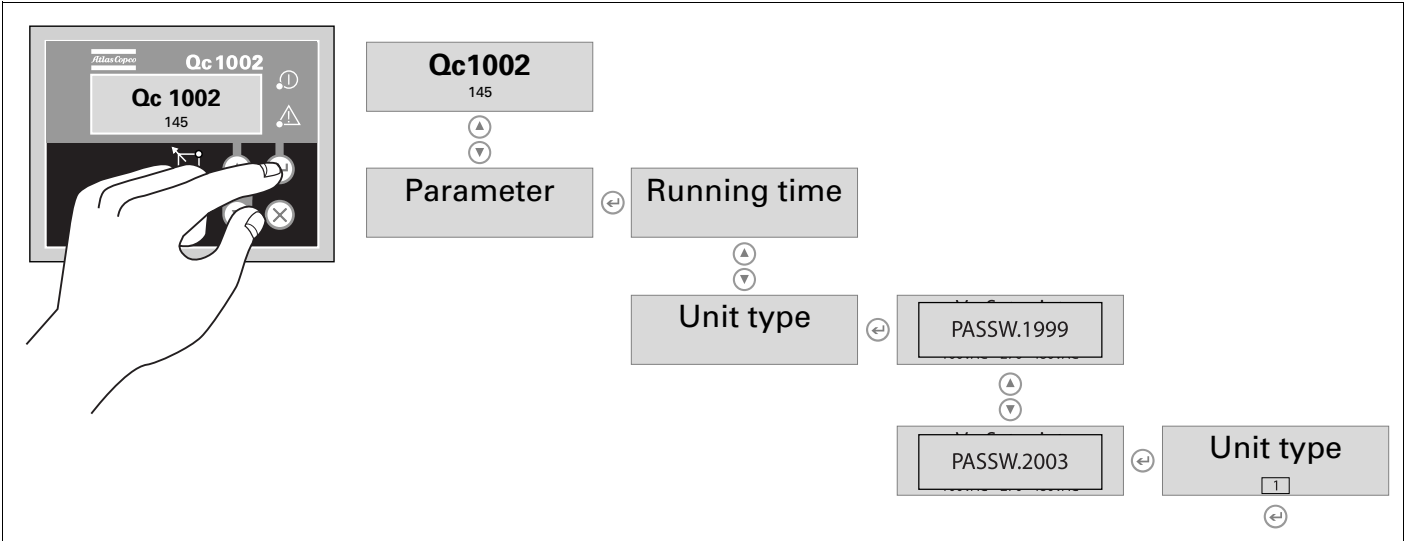 Atlas Copco
Qc1002
Qc 1002
145
Qc1002
145
Parameter
Running time
Unit type
PASSW.1999
PASSW.2003
Unit type
1